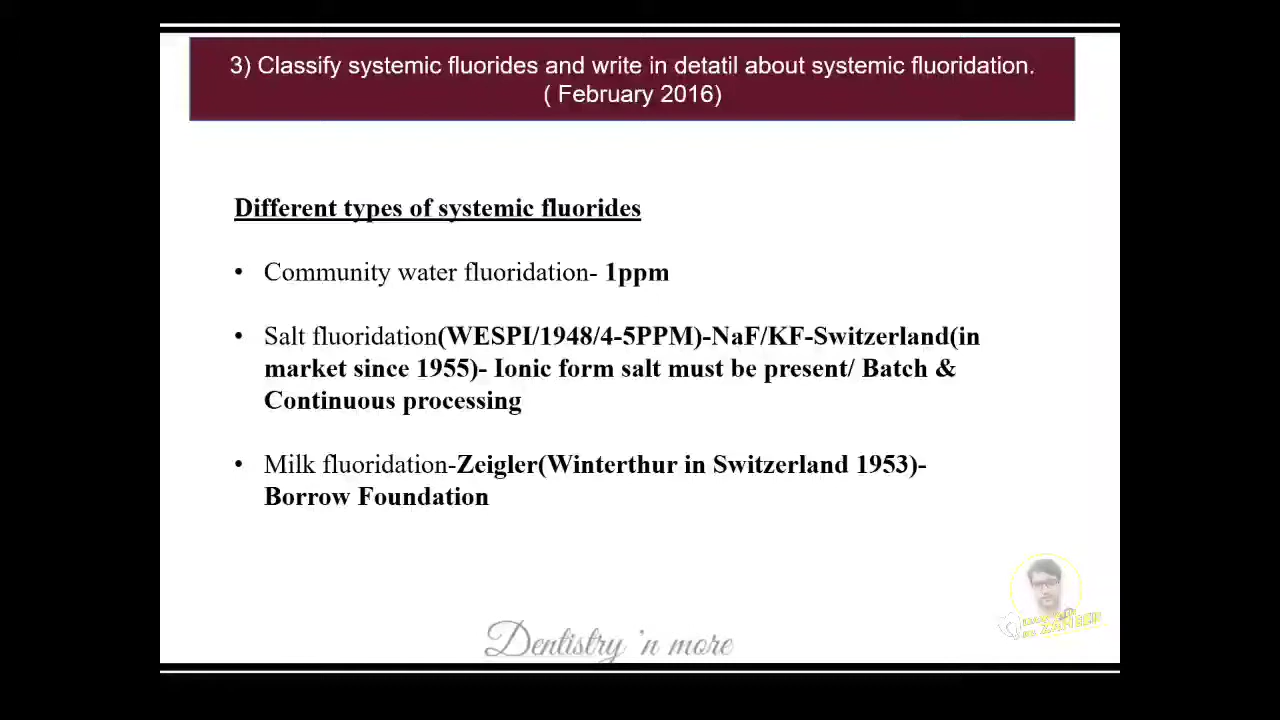 3) Classify systemic fluorides and write in detatil about systemic fluoridation.
( February 2016)
Different types of systemic fluorides
• Community water fluoridation- 1ppm
• Salt fluoridation(WESPI/1948/4-5PPM)-NaF/KF-Switzerland(in
market since 1955)- Ionic form salt must be present/ Batch &
Continuous processing
• Milk fluoridation-Zeigler(Winterthur in Switzerland 1953)-
Borrow Foundation
Dentistry 'n more